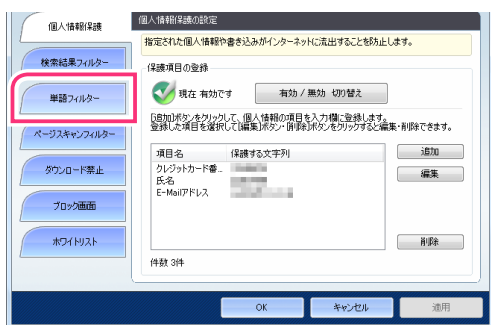 個人情報保護
検索結果フィルター
単語フィルター
ページスキャンフィルター
ダウンロード禁止
ブロック画面
ホワイトリスト
個人情報保護の設定
指定された個人情報や書き込みがインターネットに流出することを防止します。
保護項目の登録
現在 有効です
有効 / 無効 切り替え
[追加]ボタンをクリックして、個人情報の項目を入力欄に登録します。
登録した項目を選択して[編集]ボタン・[削除]ボタンをクリックすると編集・削除できます。
項目名 保護する文字列
クレジットカード番...
氏名
E-Mailアドレス
追加
編集
削除
件数 3件
OK
キャンセル
適用